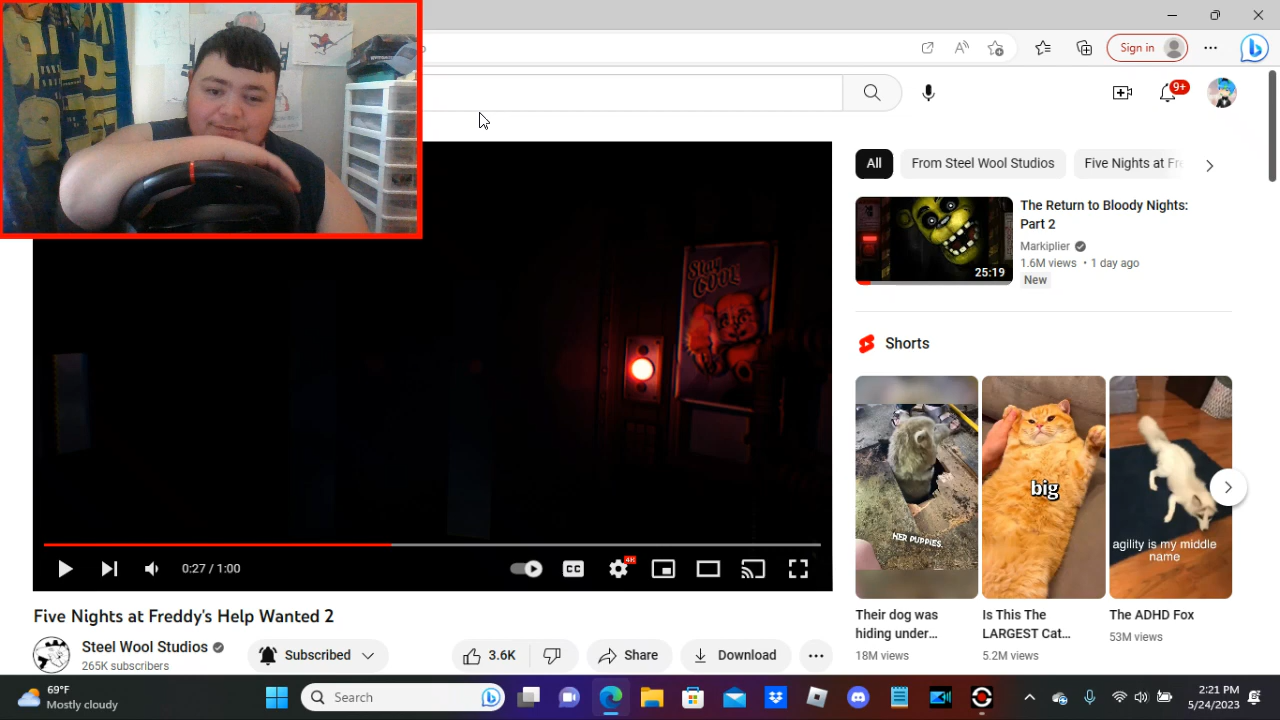 Sign in
9+
All
From Steel Wool Studios
Five Nights at Fr
The Return to Bloody Nights:
Part 2
Markiplier
1.6M views • 1 day ago
New
25:19
Star
Shorts
HER PUPPIES.
big
agility is my middle
name
Their dog was
hiding under...
18M views
Is This The
LARGEST Cat...
5.2M views
The ADHD Fox
53M views
0:27 / 1:00
CC
4K
Five Nights at Freddy's Help Wanted 2
Steel Wool Studios
265K subscribers
Subscribed
3.6K
Share
Download
69°F
Mostly cloudy
Search
2:21 PM
5/24/2023